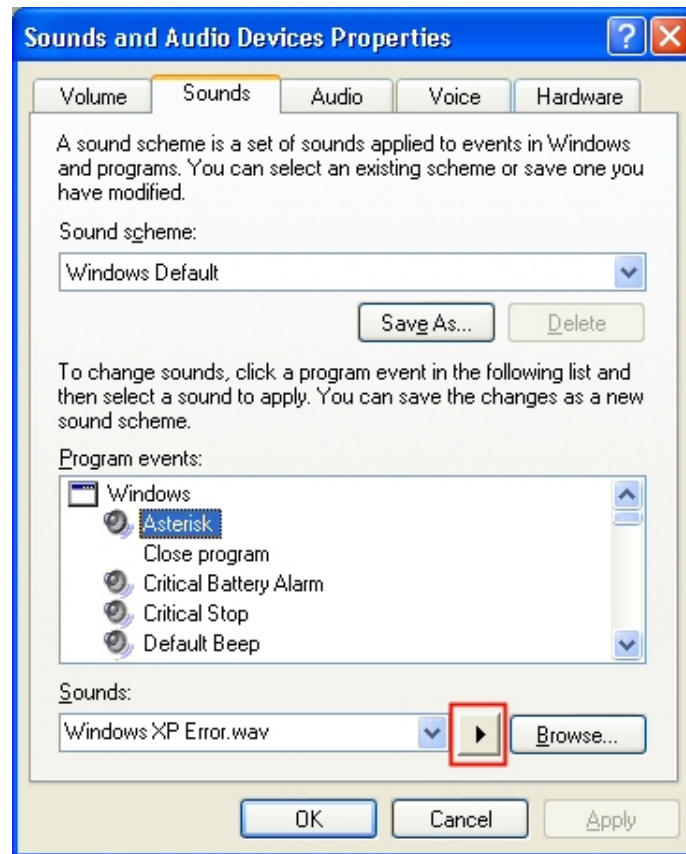 Sounds and Audio Devices Properties
Volume Sounds Audio Voice Hardware
A sound scheme is a set of sounds applied to events in Windows
and programs. You can select an existing scheme or save one you
have modified.
Sound scheme:
Windows Default
Save As... Delete
To change sounds, click a program event in the following list and
then select a sound to apply. You can save the changes as a new
sound scheme.
Program events:
Windows
Asterisk
Close program
Critical Battery Alarm
Critical Stop
Default Beep
Sounds:
Windows XP Error.wav Browse...
OK Cancel Apply